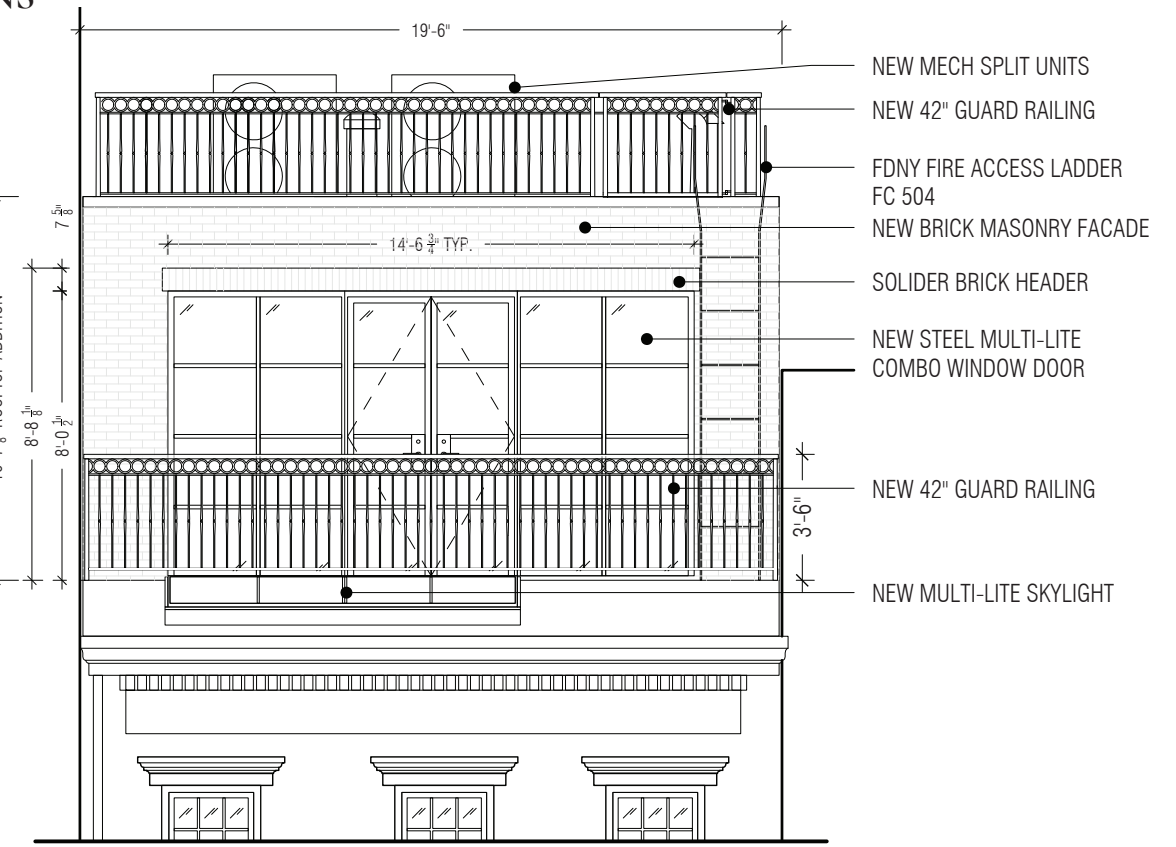 19'-6"
NEW MECH SPLIT UNITS
NEW 42" GUARD RAILING
FDNY FIRE ACCESS LADDER
FC 504
NEW BRICK MASONRY FACADE
7 5/8"
14'-6 3/4" TYP.
SOLIDER BRICK HEADER
NEW STEEL MULTI-LITE
COMBO WINDOW DOOR
8'-8 1/8"
8'-0 1/2"
NEW 42" GUARD RAILING
3'-6"
NEW MULTI-LITE SKYLIGHT